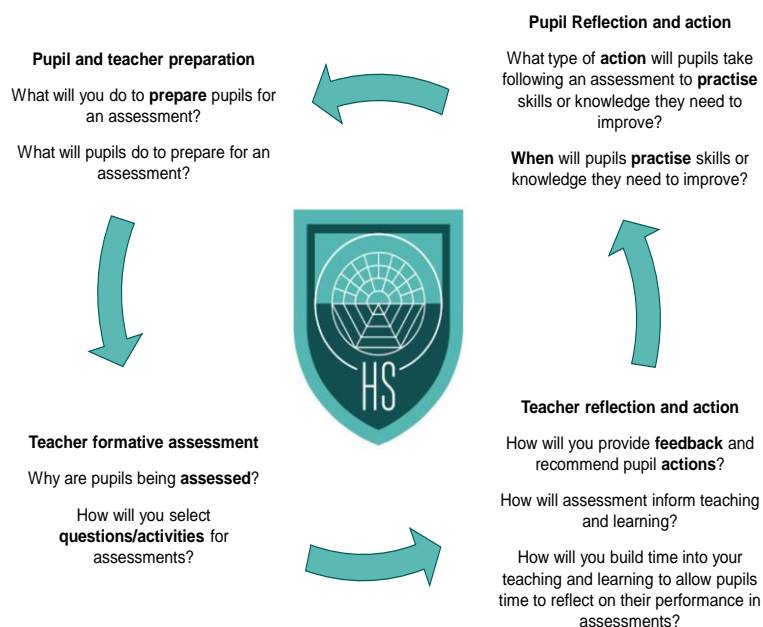 Pupil and teacher preparation
What will you do to prepare pupils for
an assessment?
What will pupils do to prepare for an
assessment?
Pupil Reflection and action
What type of action will pupils take
following an assessment to practise
skills or knowledge they need to
improve?
When will pupils practise skills or
knowledge they need to improve?
HS
Teacher formative assessment
Why are pupils being assessed?
How will you select
questions/activities for
assessments?
Teacher reflection and action
How will you provide feedback and
recommend pupil actions?
How will assessment inform teaching
and learning?
How will you build time into your
teaching and learning to allow pupils
time to reflect on their performance in
assessments?